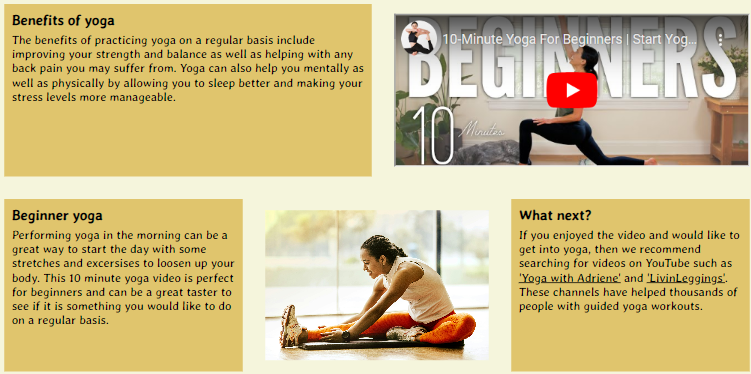 Benefits of yoga
The benefits of practicing yoga on a regular basis include
improving your strength and balance as well as helping with any
back pain you may suffer from. Yoga can also help you mentally as
well as physically by allowing you to sleep better and making your
stress levels more manageable.
10-Minute Yoga For Beginners | Start Yog...
BEGINNERS
10 Minutes
Beginner yoga
Performing yoga in the morning can be a
great way to start the day with some
stretches and excersises to loosen up your
body. This 10 minute yoga video is perfect
for beginners and can be a great taster to
see if it is something you would like to do
on a regular basis.
What next?
If you enjoyed the video and would like to
get into yoga, then we recommend
searching for videos on YouTube such as
'Yoga with Adriene' and 'LivinLeggings'.
These channels have helped thousands of
people with guided yoga workouts.